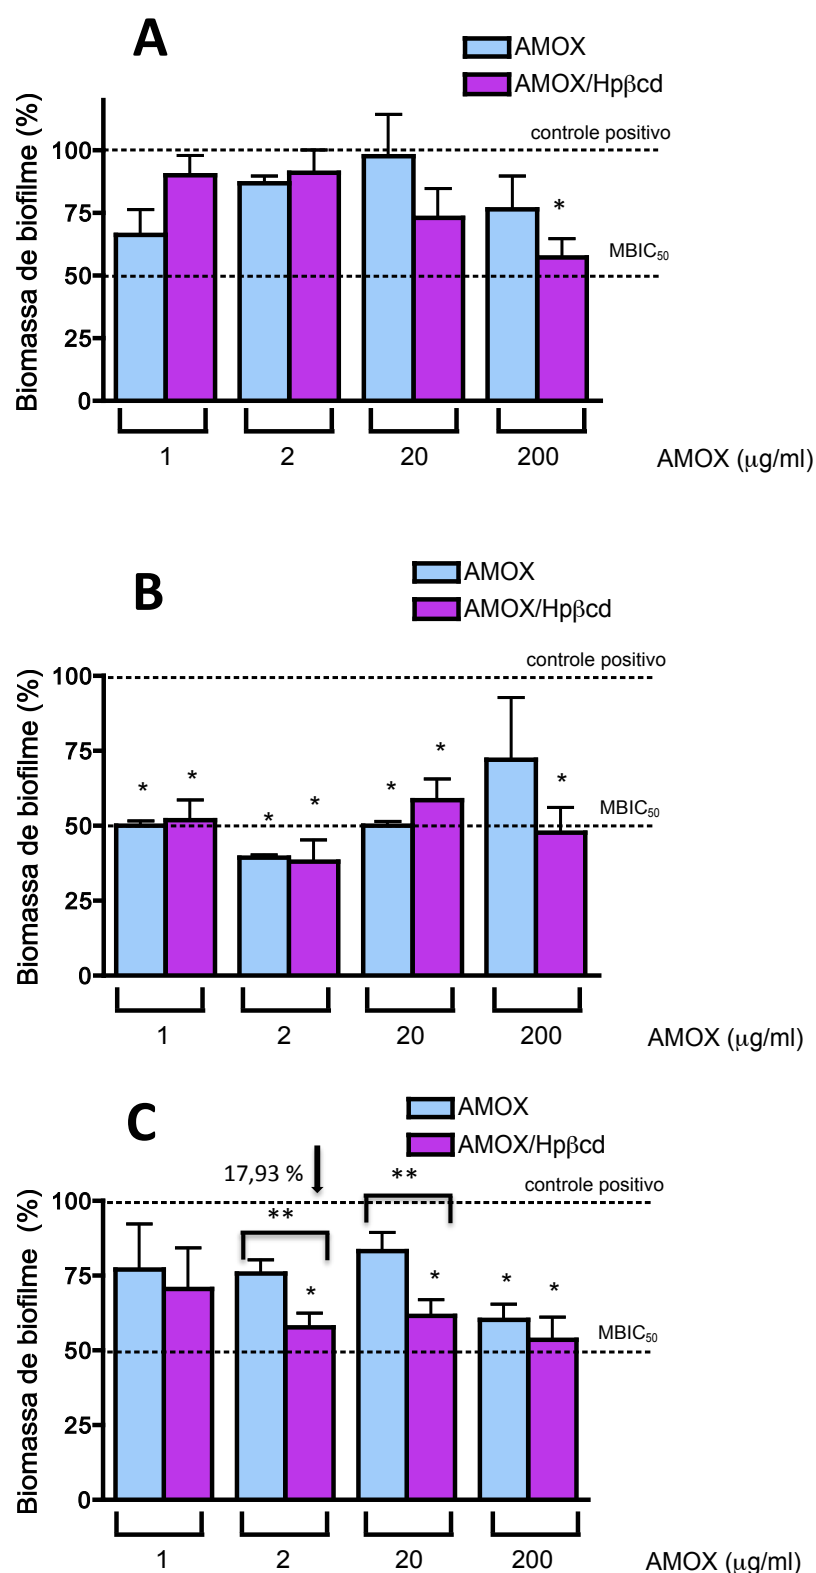 A
AMOX
AMOX/Hpβcd
Biomassa de biofilme (%)
controle positivo
100
75
*
MBIC50
50
25
0
1 2 20 200 AMOX (μg/ml)
B
AMOX
AMOX/Hpβcd
Biomassa de biofilme (%)
controle positivo
100
75
* * * * * * *
MBIC50
50
25
0
1 2 20 200 AMOX (μg/ml)
C
AMOX
AMOX/Hpβcd
Biomassa de biofilme (%)
17,93 %
** **
controle positivo
100
75
* * * *
MBIC50
50
25
0
1 2 20 200 AMOX (μg/ml)